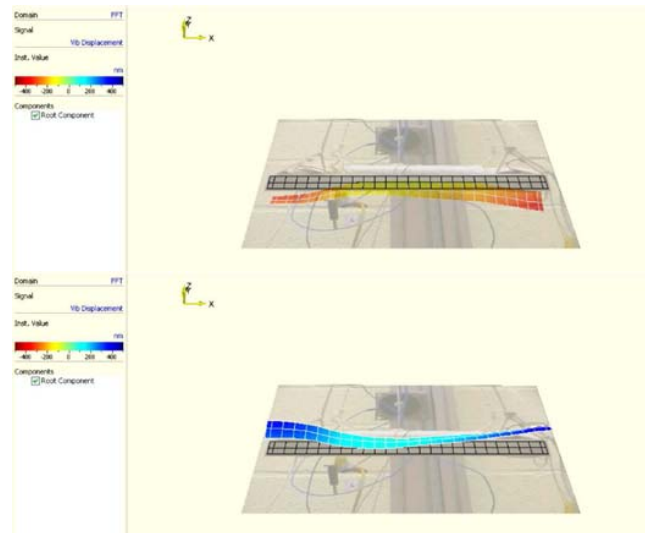 Domain FFT
Signal
Vib Displacement
Inst. Value
nm
-400 -200 0 200 400
Components
Root Component
Z
X
Domain FFT
Signal
Vib Displacement
Inst. Value
nm
-400 -200 0 200 400
Components
Root Component
Z
X